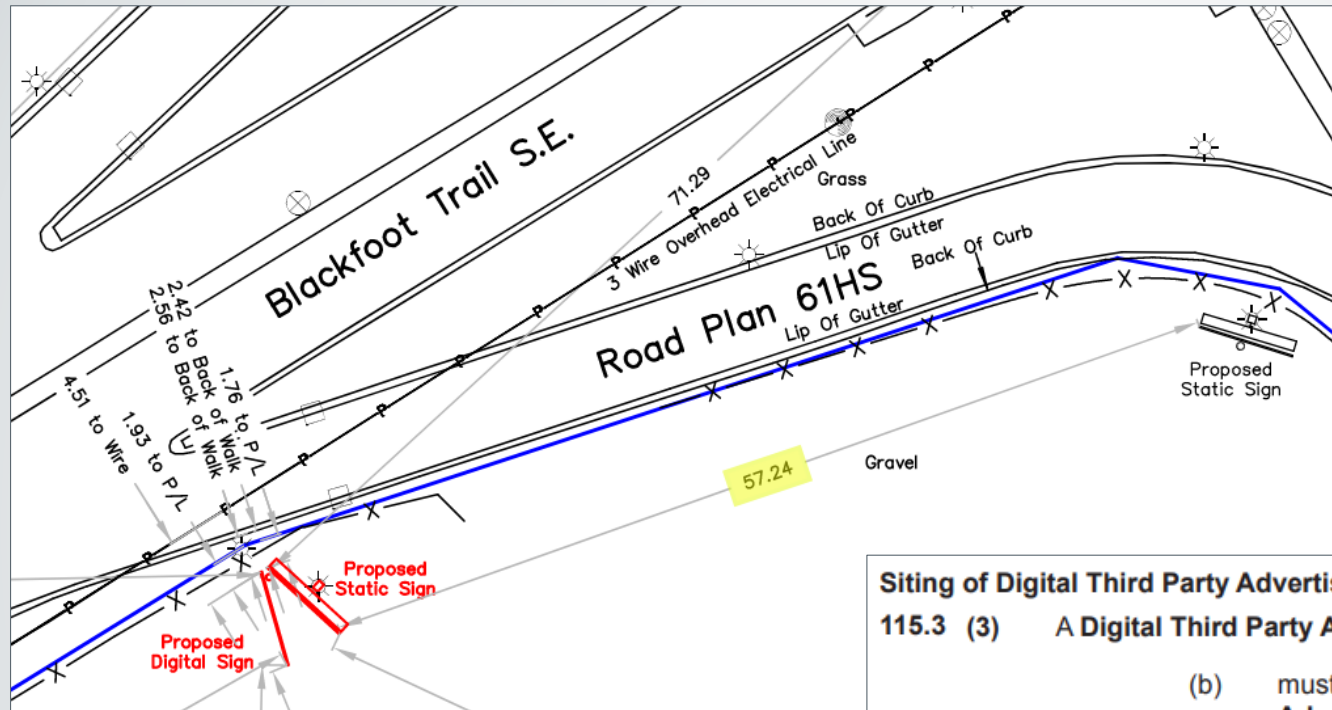 Blackfoot Trail S.E.
71.29
3 Wire Overhead Electrical Line
Grass
Back Of Curb
Lip Of Gutter
Back Of Curb
Road Plan 61HS
Lip Of Gutter
2.42 to Back of Walk
2.56 to Back of Walk
1.76 to P/L
4.51 to Wire
1.93 to P/L
57.24
Gravel
Proposed
Static Sign
Proposed
Static Sign
Proposed
Digital Sign
P P P P P P P P P P P P P
X X X X X X X X X X X X
Siting of Digital Third Party Advertis
115.3 (3) A Digital Third Party A
(b) must